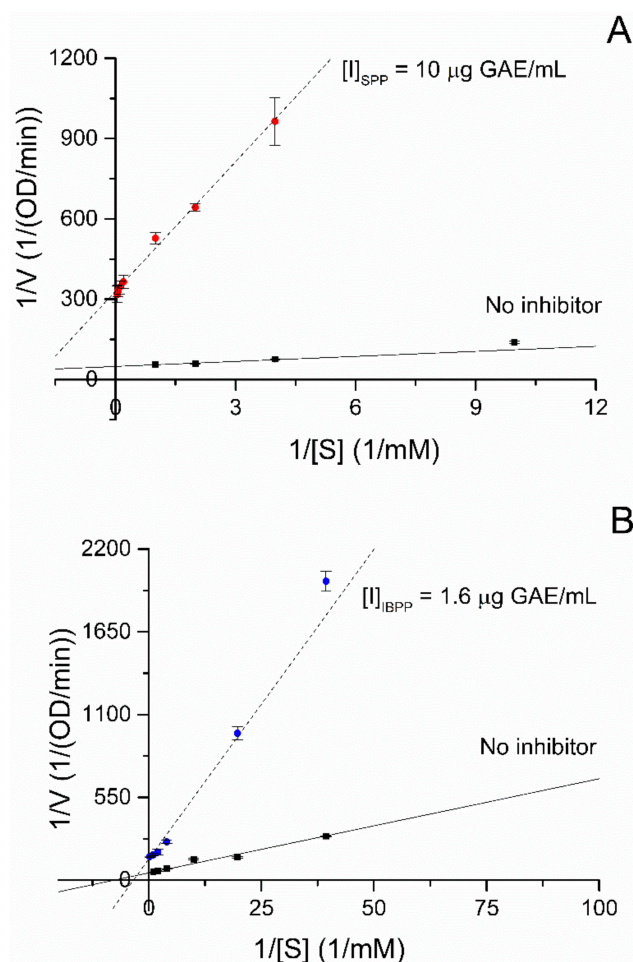 A
1200
[I]SPP = 10 μg GAE/mL
900
600
300
0
No inhibitor
0 3 6 9 12
1/[S] (1/mM)
1/V (1/(OD/min))
B
2200
[I]IBPP = 1.6 μg GAE/mL
1650
1100
No inhibitor
550
0
0 25 50 75 100
1/[S] (1/mM)
1/V (1/(OD/min))